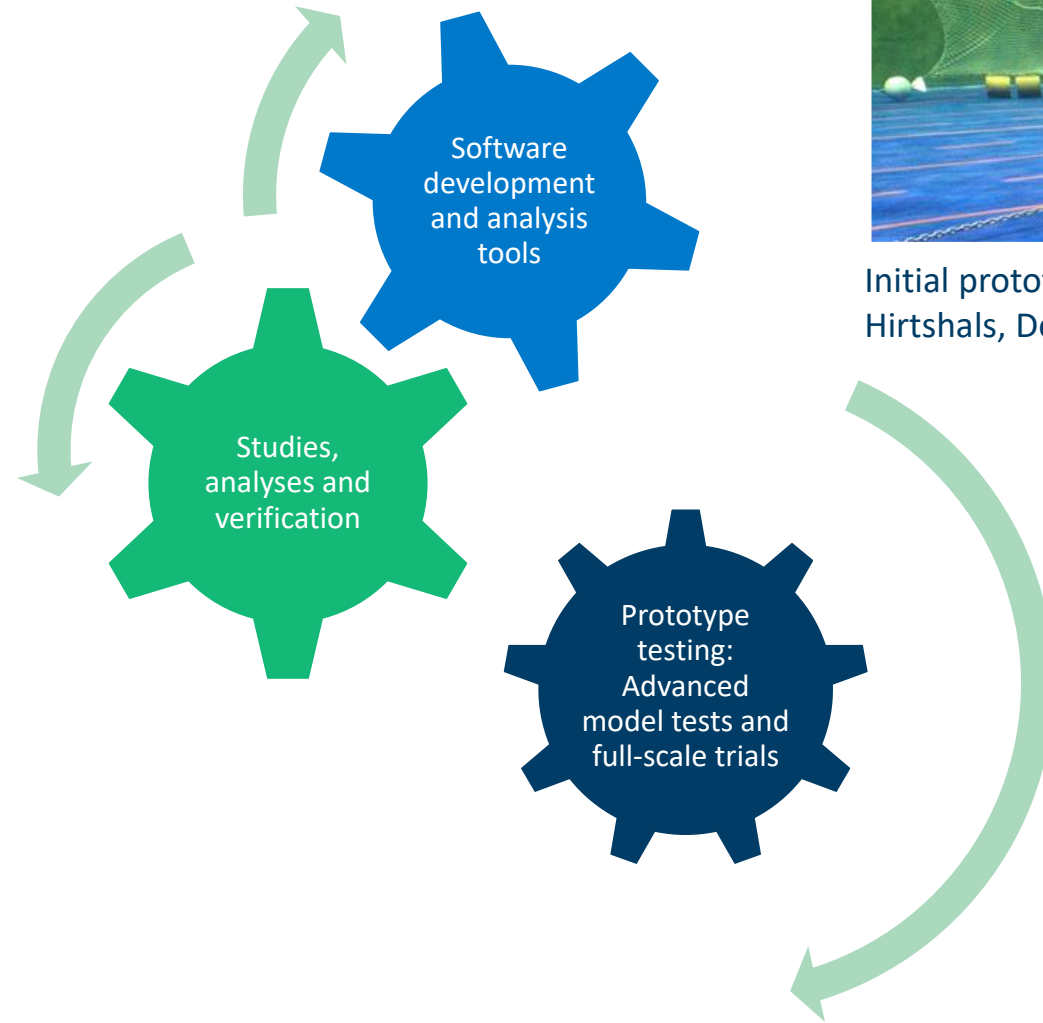 Software
development
and analysis
tools
Initial
Hirtshals,
Studies,
analyses and
verification
Prototype
testing:
Advanced
model tests and
full-scale trials